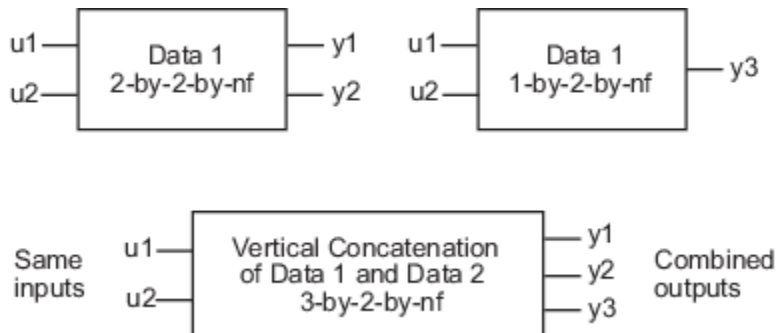 u1
u2
Data 1
2-by-2-by-nf
y1
y2
u1
u2
Data 1
1-by-2-by-nf
y3
Same
inputs
u1
u2
Vertical Concatenation
of Data 1 and Data 2
3-by-2-by-nf
y1
y2
y3
Combined
outputs